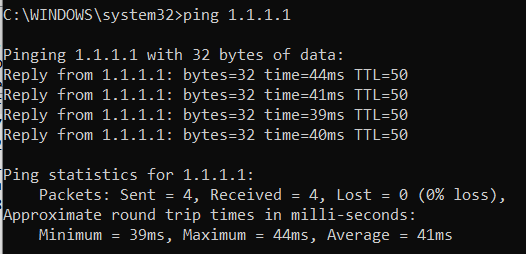 C:\WINDOWS\system32>ping 1.1.1.1
Pinging 1.1.1.1 with 32 bytes of data:
Reply from 1.1.1.1: bytes=32 time=44ms TTL=50
Reply from 1.1.1.1: bytes=32 time=41ms TTL=50
Reply from 1.1.1.1: bytes=32 time=39ms TTL=50
Reply from 1.1.1.1: bytes=32 time=40ms TTL=50
Ping statistics for 1.1.1.1:
Packets: Sent = 4, Received = 4, Lost = 0 (0% loss),
Approximate round trip times in milli-seconds:
Minimum = 39ms, Maximum = 44ms, Average = 41ms